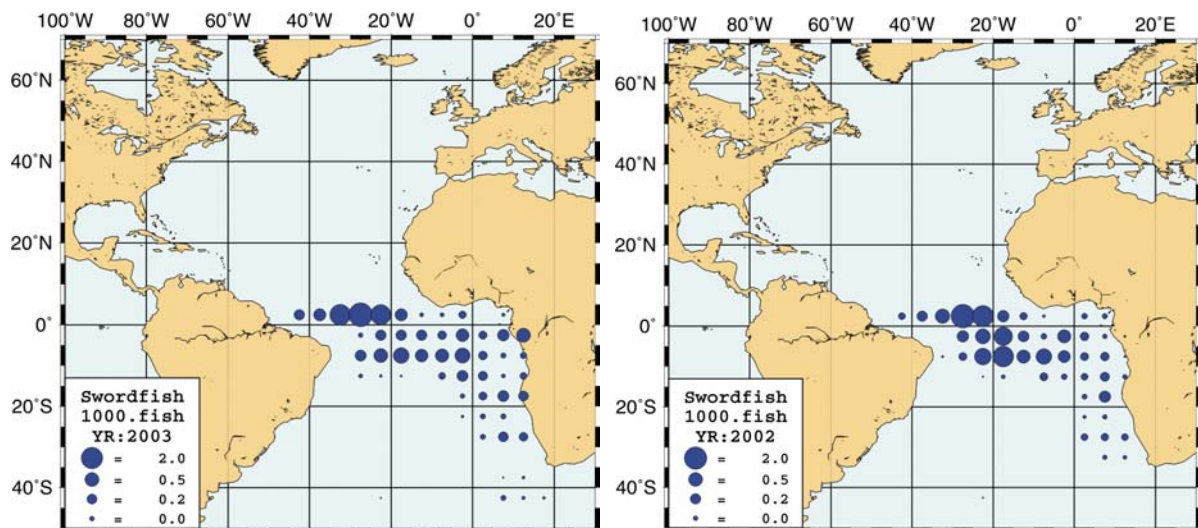 100°W 80°W 60°W 40°W 20°W 0° 20°E
60°N
40°N
20°N
0°
20°S
40°S
Swordfish
1000.fish
YR:2003
= 2.0
= 0.5
= 0.2
= 0.0
100°W 80°W 60°W 40°W 20°W 0° 20°E
60°N
40°N
20°N
0°
20°S
40°S
Swordfish
1000.fish
YR:2002
= 2.0
= 0.5
= 0.2
= 0.0